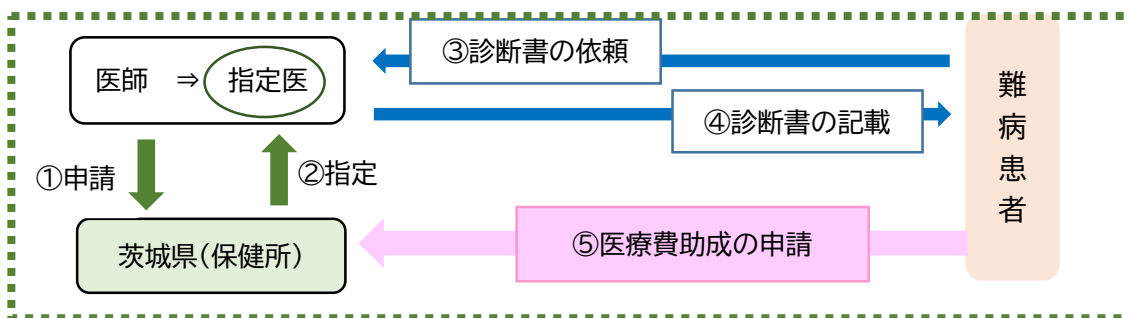 ③診断書の依頼
医師 ⇒ 指定医
④診断書の記載
①申請
②指定
茨城県(保健所)
⑤医療費助成の申請
難病患者